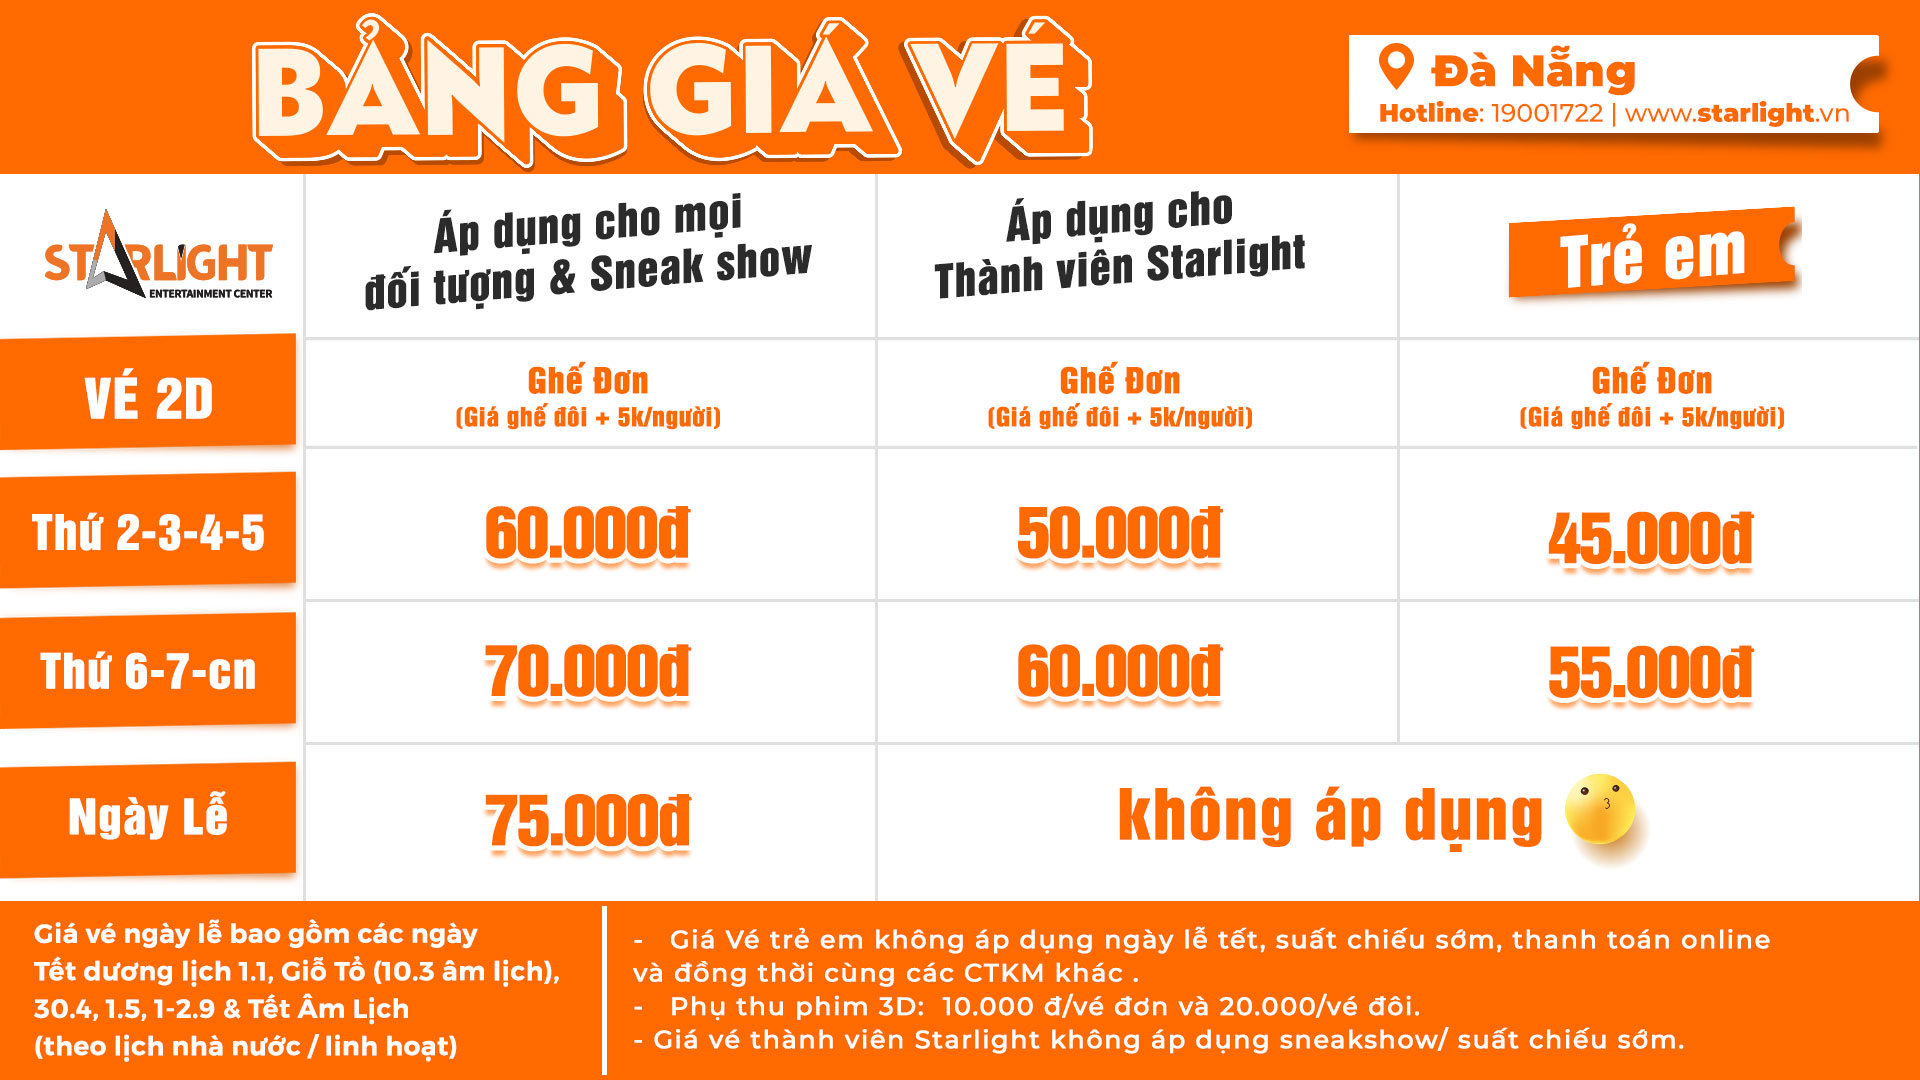 BẢNG GIÁ VÉ
Đà Nẵng
Hotline: 19001722 | www.starlight.vn
STARLIGHT
ENTERTAINMENT CENTER
Áp dụng cho mọi
đối tượng & Sneak show
Áp dụng cho
Thành viên Starlight
Trẻ em
VÉ 2D
Ghế Đơn
(Giá ghế đôi + 5k/người)
Ghế Đơn
(Giá ghế đôi + 5k/người)
Ghế Đơn
(Giá ghế đôi + 5k/người)
Thứ 2-3-4-5
60.000đ
50.000đ
45.000đ
Thứ 6-7-cn
70.000đ
60.000đ
55.000đ
Ngày Lễ
75.000đ
không áp dụng
Giá vé ngày lễ bao gồm các ngày
Tết dương lịch 1.1, Giỗ Tổ (10.3 âm lịch),
30.4, 1.5, 1-2.9 & Tết Âm Lịch
(theo lịch nhà nước / linh hoạt)
- Giá Vé trẻ em không áp dụng ngày lễ tết, suất chiếu sớm, thanh toán online
và đồng thời cùng các CTKM khác .
- Phụ thu phim 3D: 10.000 đ/vé đơn và 20.000/vé đôi.
- Giá vé thành viên Starlight không áp dụng sneakshow/ suất chiếu sớm.